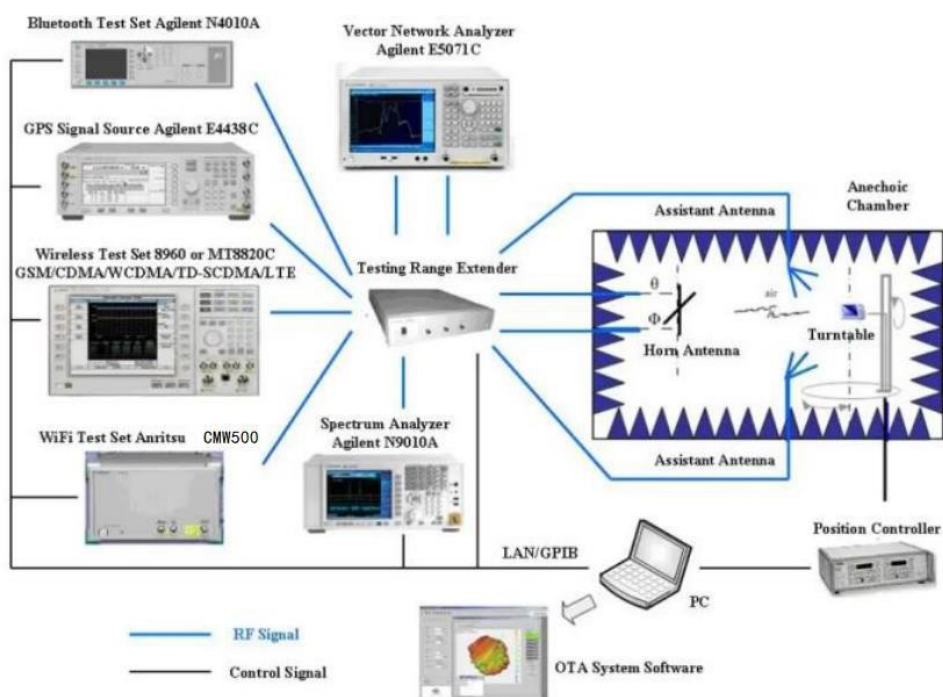 Bluetooth Test Set Agilent N4010A
Vector Network Analyzer
Agilent E5071C
GPS Signal Source Agilent E4438C
Anechoic
Chamber
Assistant Antenna
Wireless Test Set 8960 or MT8820C
GSM/CDMA/WCDMA/TD-SCDMA/LTE
Testing Range Extender
θ
air
Φ
Horn Antenna
Turntable
WiFi Test Set Anritsu CMW500
Spectrum Analyzer
Agilent N9010A
Assistant Antenna
Position Controller
LAN/GPIB
PC
RF Signal
Control Signal
OTA System Software